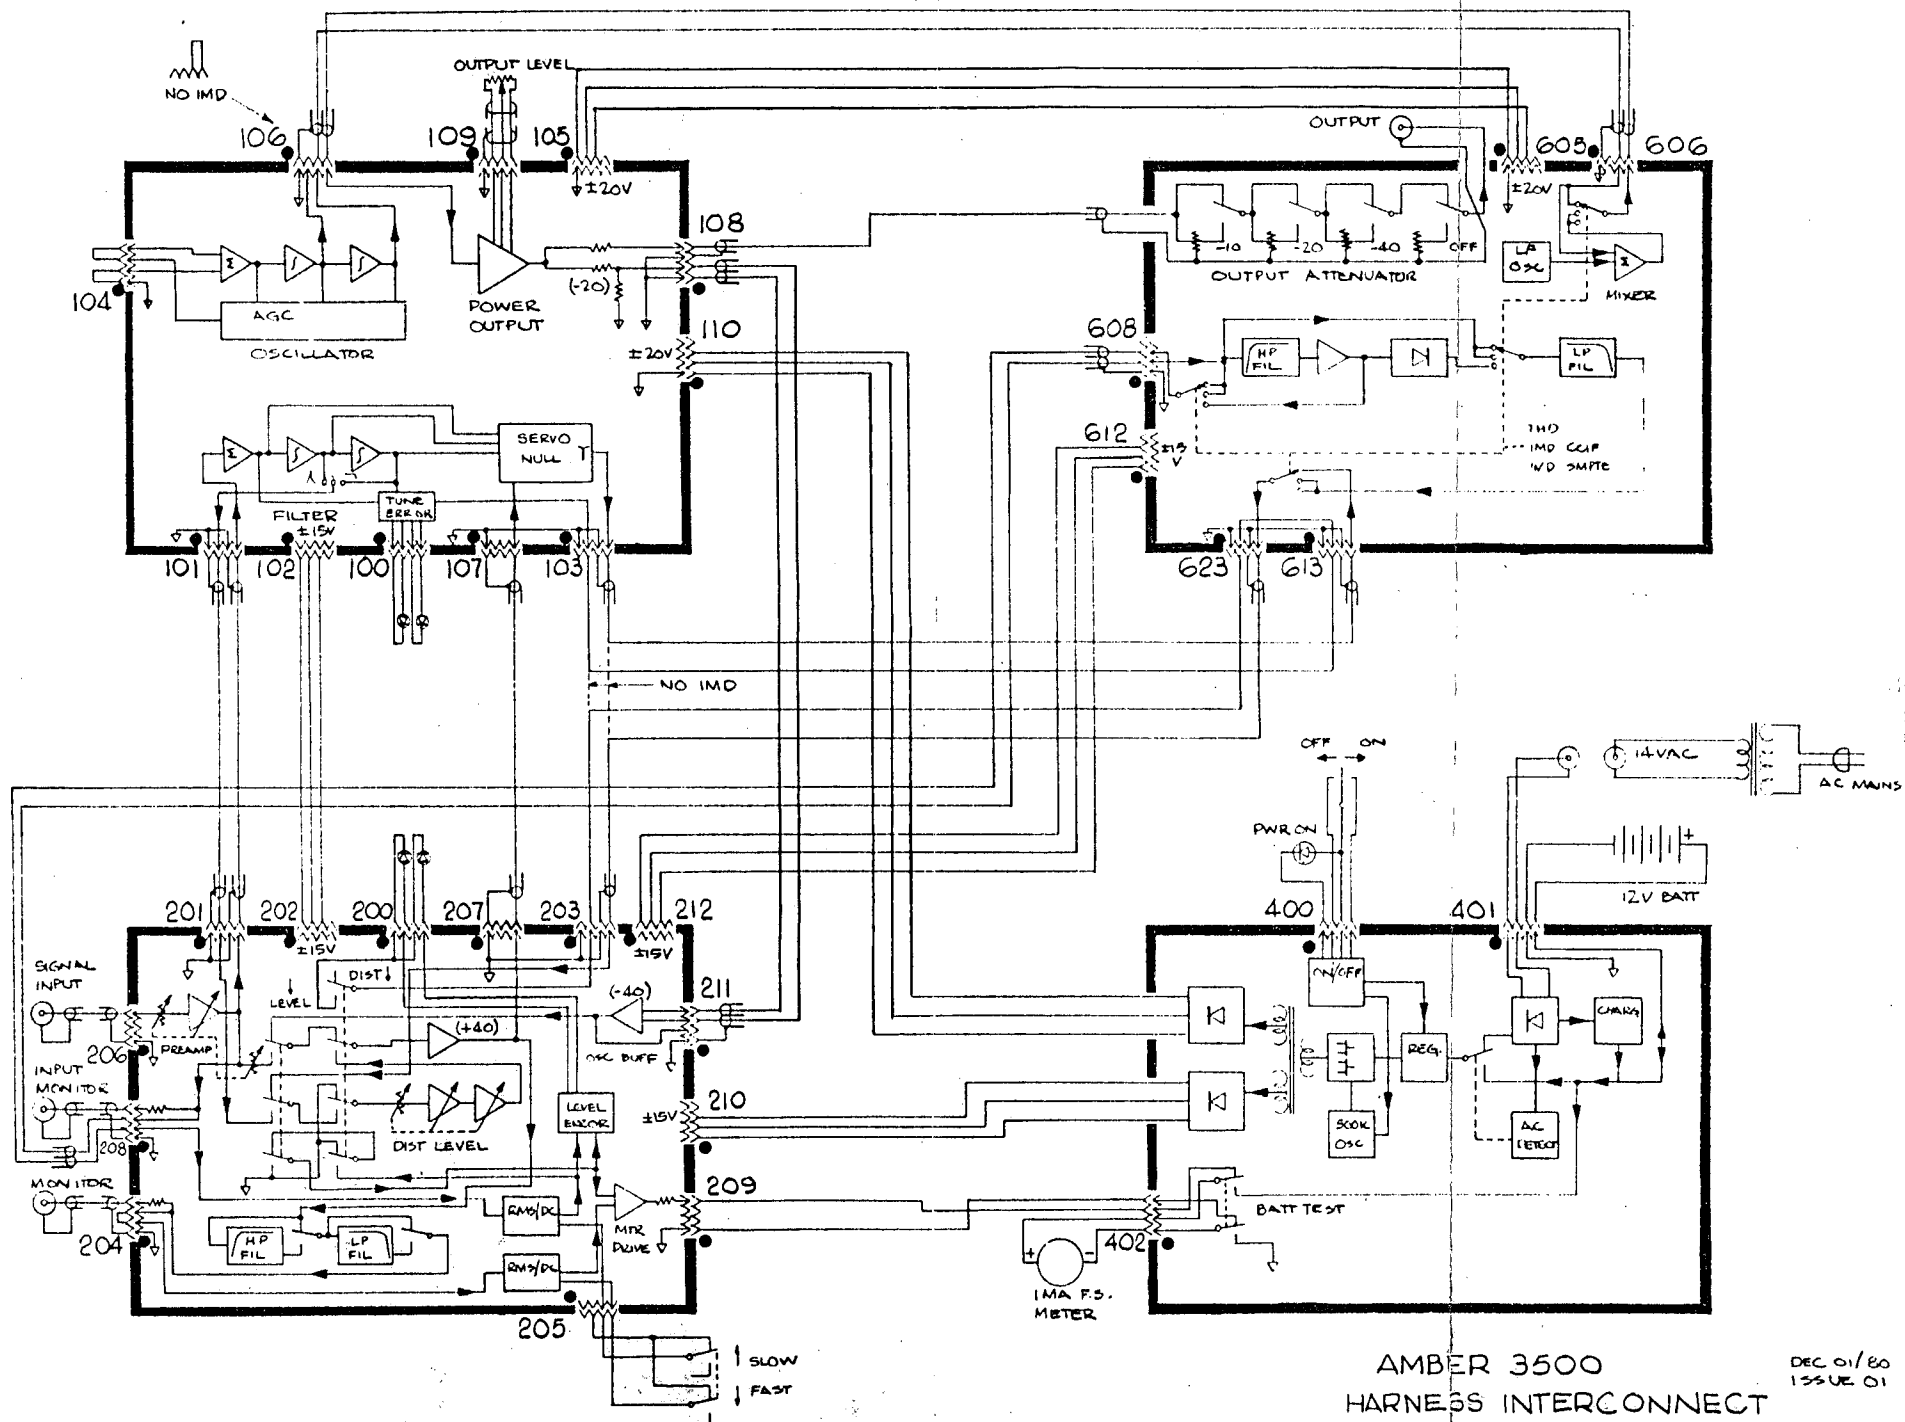 NO IMD
OUTPUT LEVEL
106
109
105
±20V
108
104
AGC
OSCILLATOR
POWER
OUTPUT
(-20)
±20V
110
SERVO
NULL
TUNE
ERROR
FILTER
±15V
101
102
100
107
103
NO IMD
OUTPUT
605
606
±20V
-10
-20
-40
OFF
OUTPUT ATTENUATOR
LF
OSC
Σ
MIXER
608
HP
FIL
LP
FIL
612
±15
V
THD
IMD CCIF
IMD SMPTE
623
613
OFF
ON
14VAC
AC MAINS
PWR ON
12V BATT
400
401
ON/OFF
CHARG
REG.
500K
OSC
AC
DETECT
BATT TEST
402
1MA F.S.
METER
201
202
200
207
203
212
±15V
±15V
SIGNAL
INPUT
LEVEL
DIST
(-40)
211
(+40)
OSC BUFF
206
PREAMP
INPUT
MONITOR
LEVEL
ERROR
±15V
210
DIST LEVEL
208
MONITOR
204
HP
FIL
LP
FIL
RMS/DC
RMS/DC
MTR
DRIVE
209
205
SLOW
FAST
AMBER 3500
HARNESS INTERCONNECT
DEC 01/80
ISSUE 01